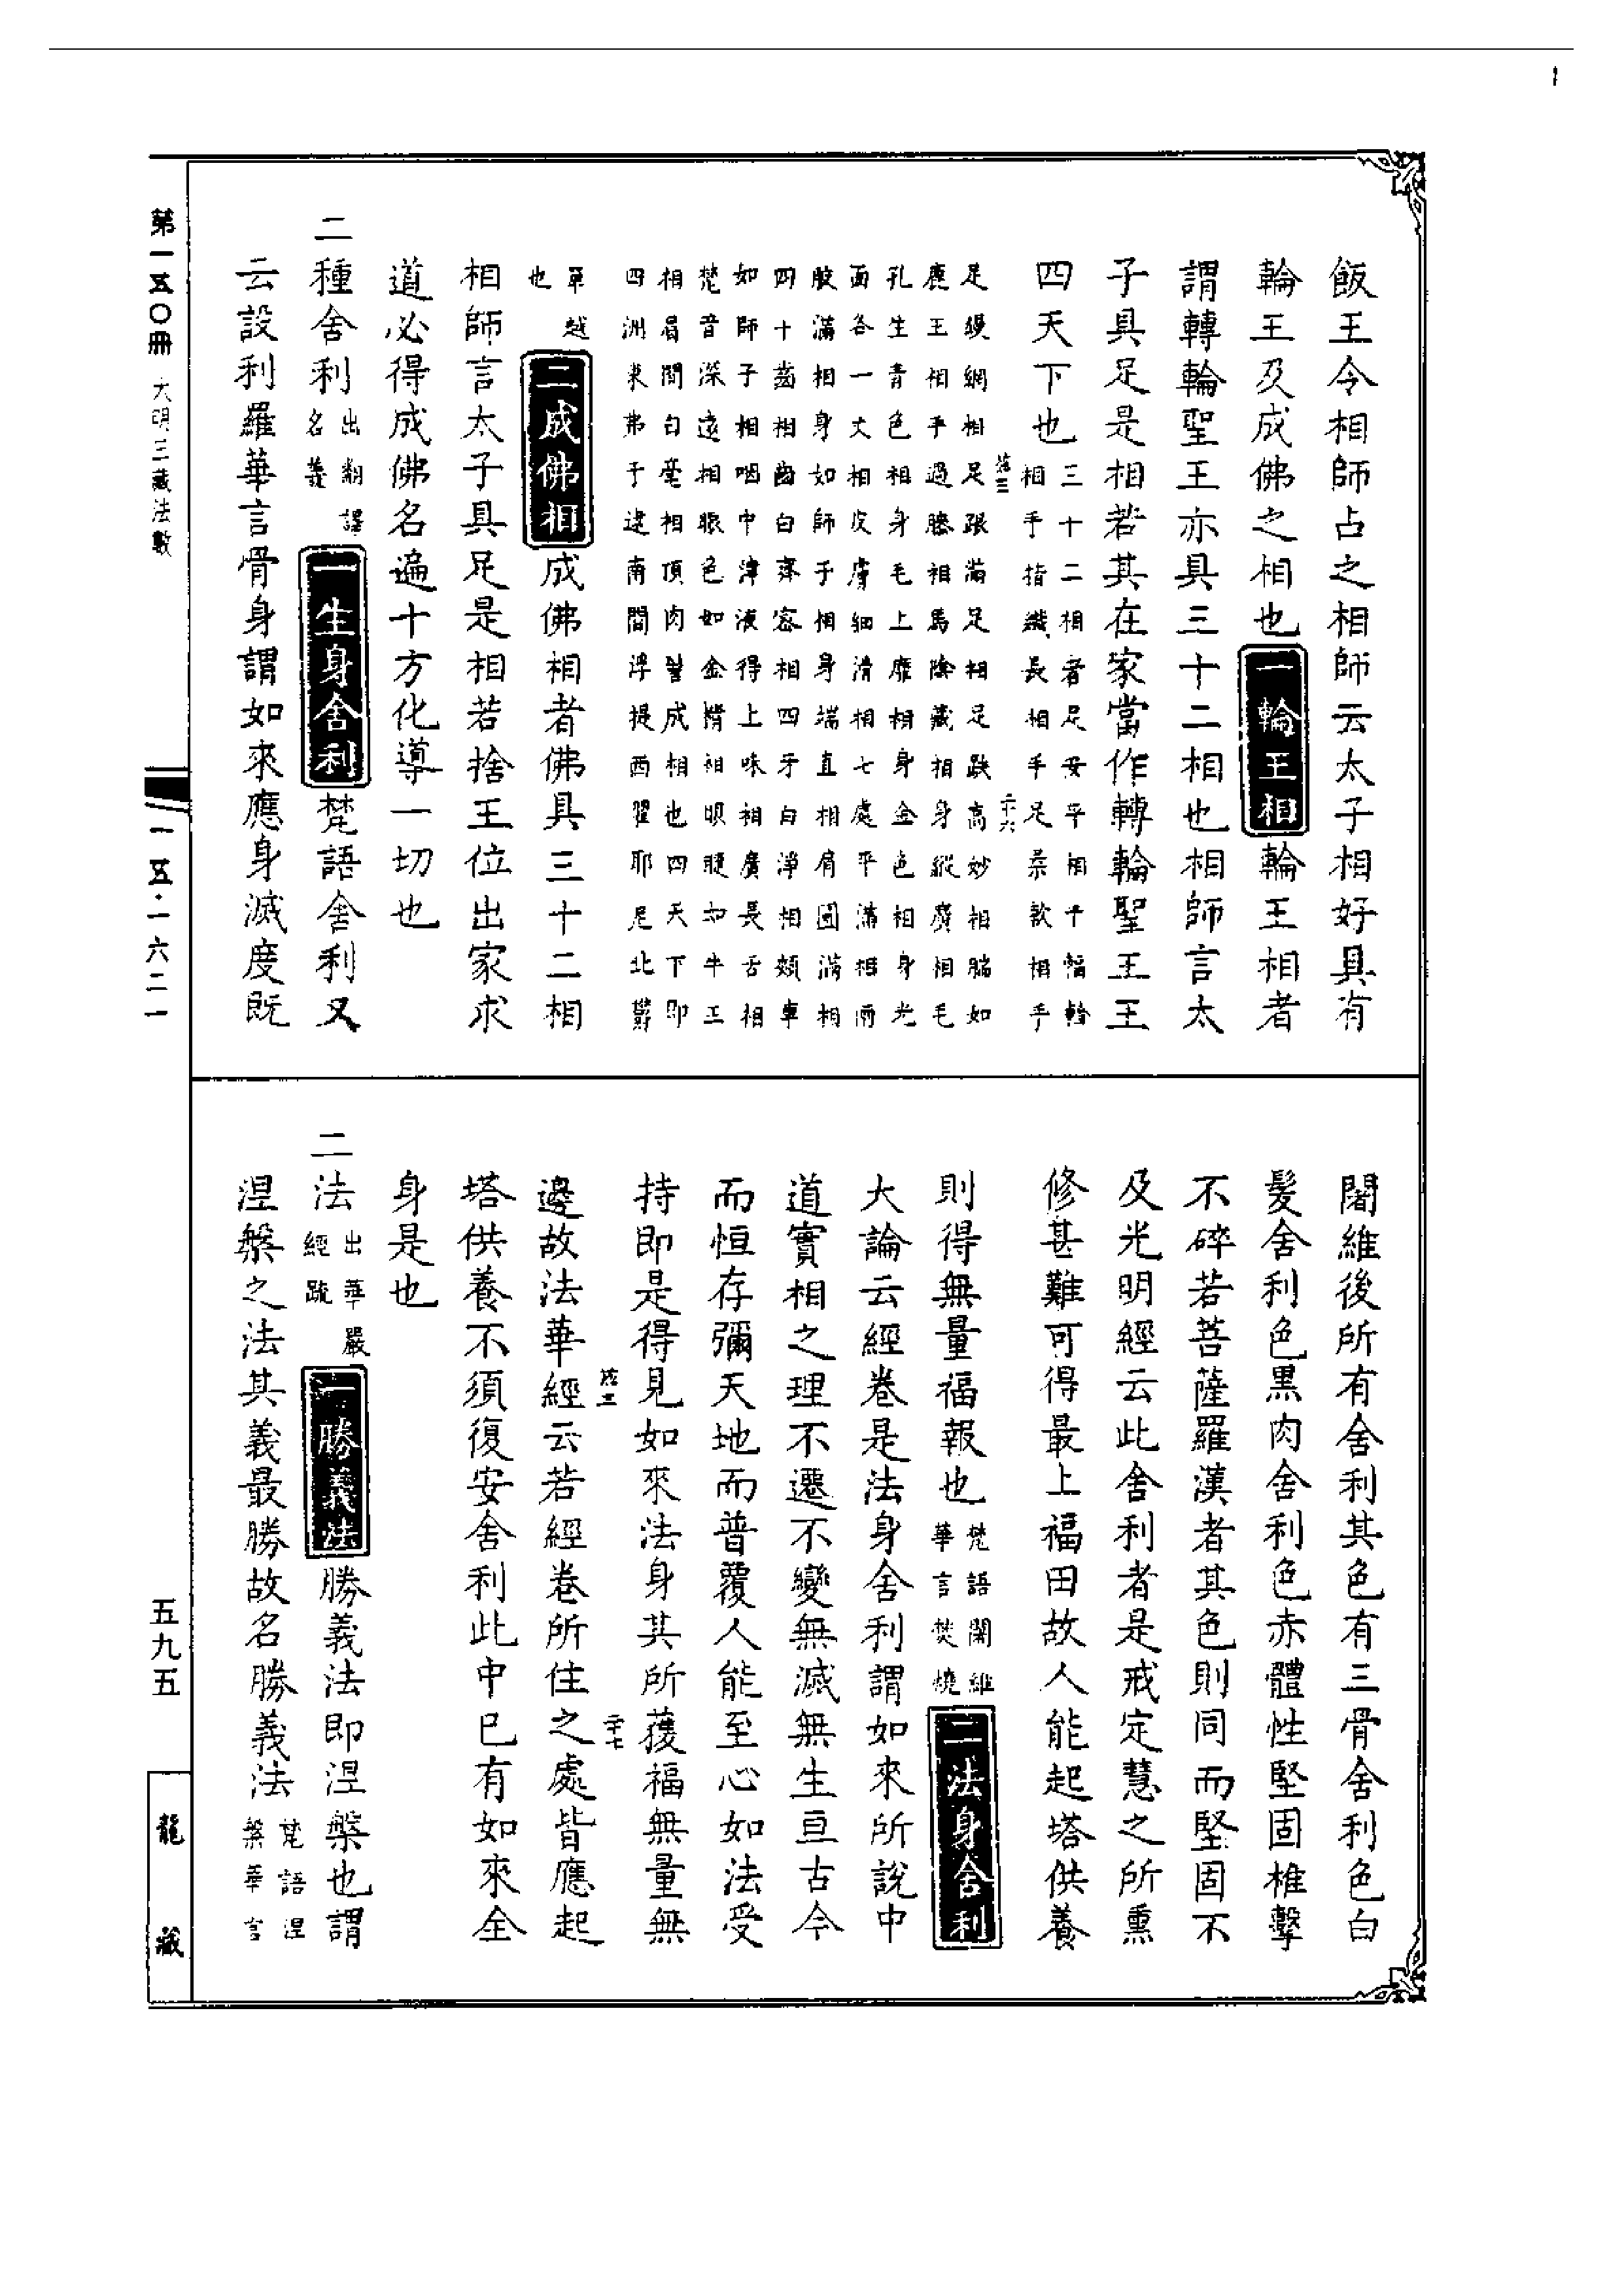 飯王令相師占之相師云太子相好具有
輪王及成佛之相也一輪王相輪王相者
謂轉輪聖王亦具三十二相也相師言太
子具足是相若其在家當作轉輪聖王王
四天下也三十二相者足安平相千輻輪
相手指纖長相手足柔軟相手
二十六
足縵網相足跟滿足相足趺高妙相腨如
鹿王相手過膝相馬陰藏相身縱廣相毛
孔生青色相身毛上靡相身金色相身光
面各一丈相皮膚細滑相七處平滿相兩
腋滿相身如師子相身端直相肩圓滿相
四十齒相齒白齊密相四牙白淨相頰車
如師子相咽中津液得上味相廣長舌相
梵音深遠相眼色如金精相眼睫如牛王
相眉間白毫相頂肉髻成相也四天下即
四洲東弗于逮南閻浮提西瞿耶尼北鬱
單越
也二成佛相成佛相者佛具三十二相
相師言太子具足是相若捨王位出家求
道必得成佛名遍十方化導一切也
二種舍利出翻譯名義一生身舍利梵語舍利又
云設利羅華言骨身謂如來應身滅度既
闍維後所有舍利其色有三骨舍利色白
髮舍利色黑肉舍利色赤體性堅固椎擊
不碎若菩薩羅漢者其色則同而堅固不
及光明經云此舍利者是戒定慧之所熏
修甚難可得最上福田故人能起塔供養
則得無量福報也梵語闍維華言焚燒二法身舍利
大論云經卷是法身舍利謂如來所說中
道實相之理不遷不變無滅無生亘古今
而恒存彌天地而普覆人能至心如法受
持即是得見如來法身其所獲福無量無
二十七
邊故法華經云若經卷所住之處皆應起
塔供養不須復安舍利此中已有如來全
身是也
二法出華嚴經疏一勝義法勝義法即涅槃也謂
涅槃之法其義最勝故名勝義法梵語涅槃華言
第一五〇冊 大明三藏法數
一一五·一六二一
五九五
龍藏